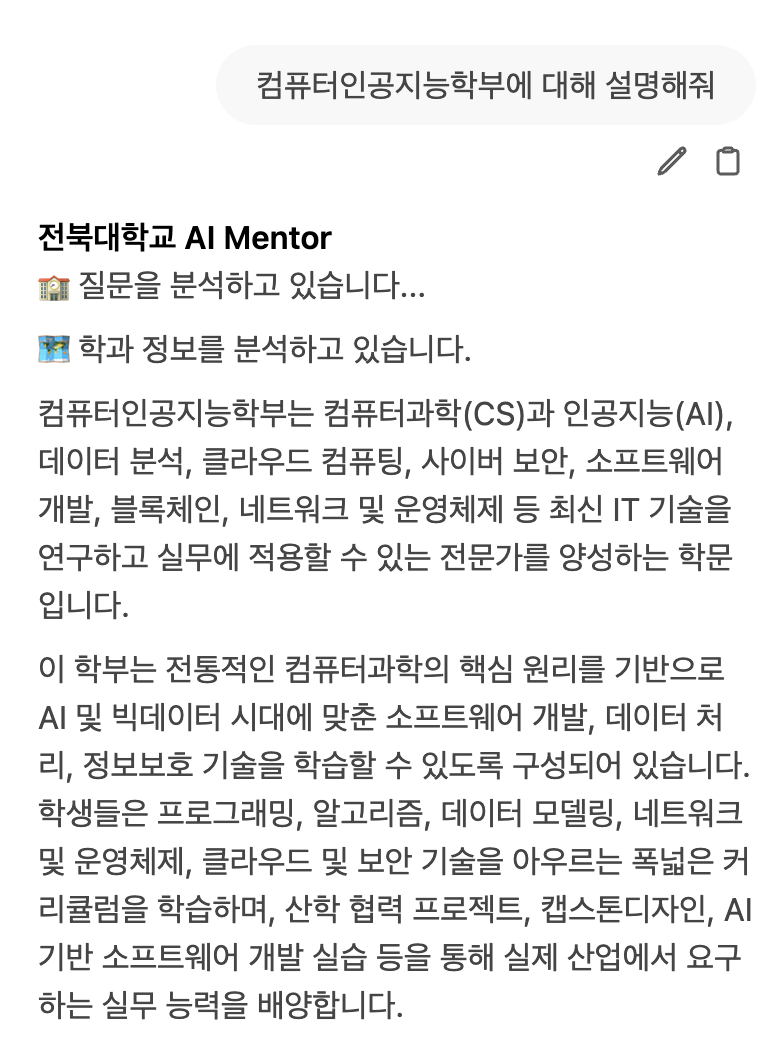 컴퓨터인공지능학부에 대해 설명해줘
전북대학교 AI Mentor
질문을 분석하고 있습니다...
학과 정보를 분석하고 있습니다.
컴퓨터인공지능학부는 컴퓨터과학(CS)과 인공지능(AI),
데이터 분석, 클라우드 컴퓨팅, 사이버 보안, 소프트웨어
개발, 블록체인, 네트워크 및 운영체제 등 최신 IT 기술을
연구하고 실무에 적용할 수 있는 전문가를 양성하는 학문
입니다.
이 학부는 전통적인 컴퓨터과학의 핵심 원리를 기반으로
AI 및 빅데이터 시대에 맞춘 소프트웨어 개발, 데이터 처
리, 정보보호 기술을 학습할 수 있도록 구성되어 있습니다.
학생들은 프로그래밍, 알고리즘, 데이터 모델링, 네트워크
및 운영체제, 클라우드 및 보안 기술을 아우르는 폭넓은 커
리큘럼을 학습하며, 산학 협력 프로젝트, 캡스톤디자인, AI
기반 소프트웨어 개발 실습 등을 통해 실제 산업에서 요구
하는 실무 능력을 배양합니다.